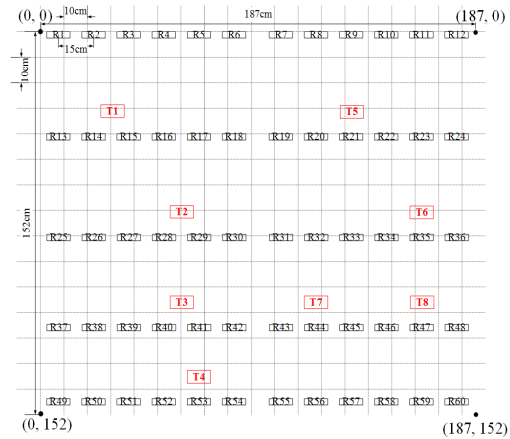 (0, 0) 10cm 187cm (187, 0)
R1 R2 R3 R4 R5 R6 R7 R8 R9 R10 R11 R12
15cm
10cm
T1 T5
R13 R14 R15 R16 R17 R18 R19 R20 R21 R22 R23 R24
T2 T6
152cm
R25 R26 R27 R28 R29 R30 R31 R32 R33 R34 R35 R36
T3 T7 T8
R37 R38 R39 R40 R41 R42 R43 R44 R45 R46 R47 R48
T4
R49 R50 R51 R52 R53 R54 R55 R56 R57 R58 R59 R60
(0, 152) (187, 152)